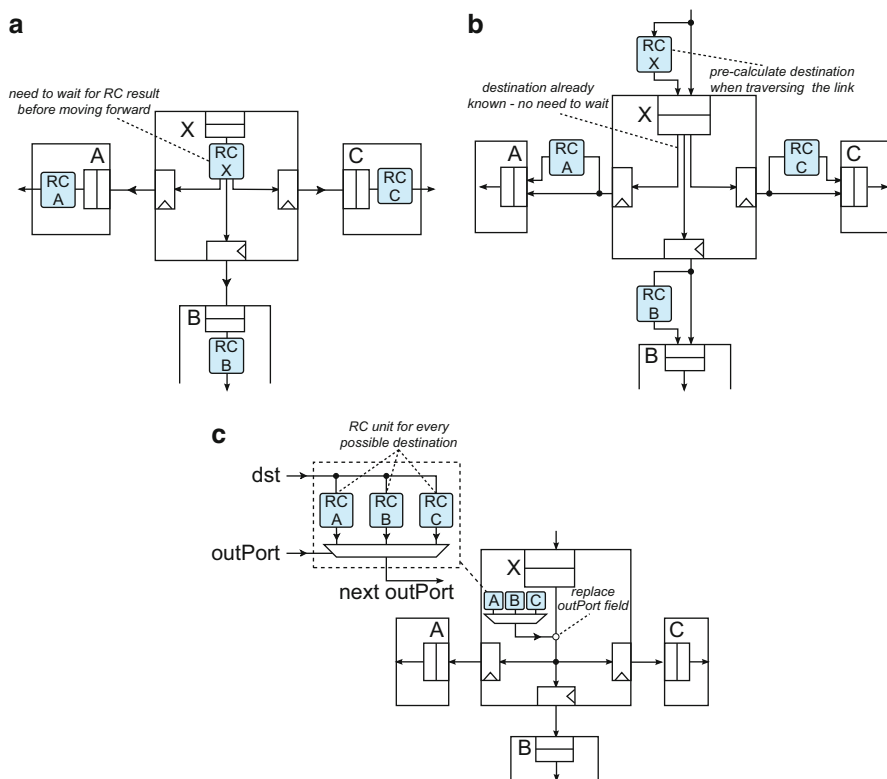 a
need to wait for RC result
before moving forward
X
RC
X
A
RC
A
C
RC
C
B
RC
B
b
RC
X
pre-calculate destination
when traversing the link
destination already
known - no need to wait
X
A
RC
A
RC
C
C
RC
B
B
c
RC unit for every
possible destination
dst
RC
A
RC
B
RC
C
outPort
next outPort
X
A B C
replace
outPort field
A
C
B